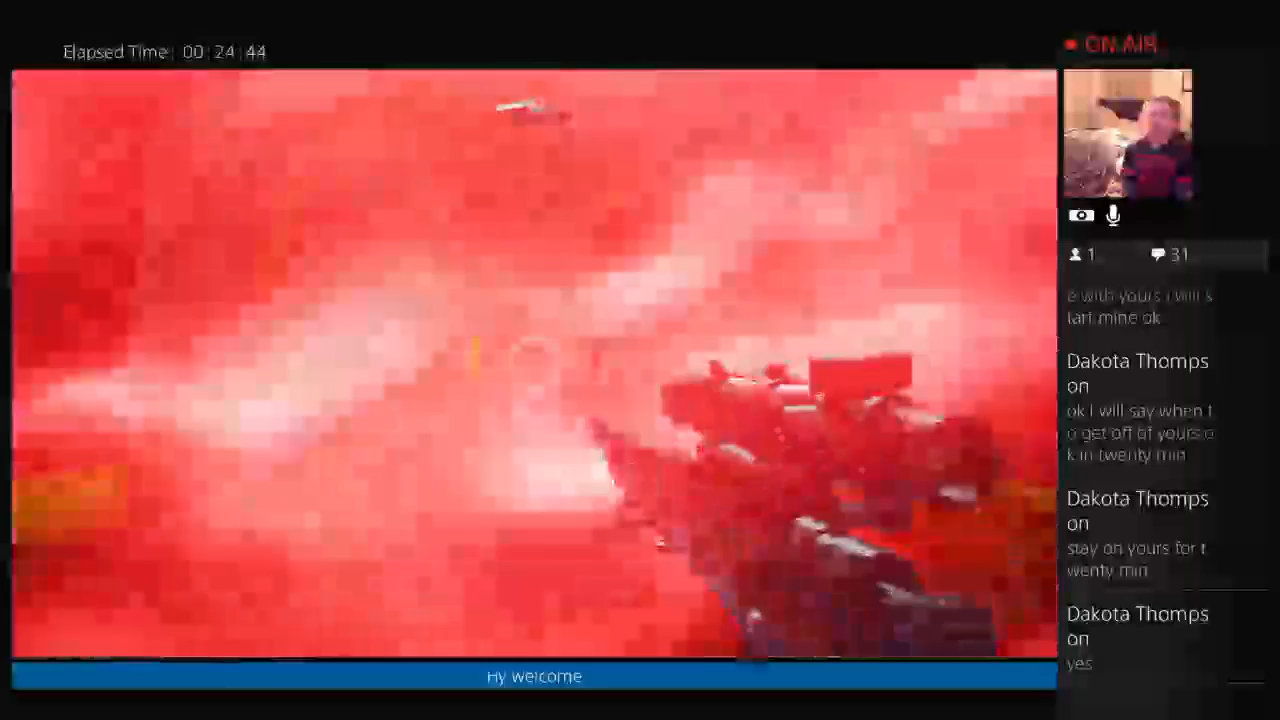 Elapsed Time: 00:24:44
ON AIR
1
31
e with yours i will s
tart mine ok
Dakota Thomps
on
ok i will say when t
o get off of yours o
k in twenty min
Dakota Thomps
on
stay on yours for t
wenty min
Dakota Thomps
on
yes
Hy welcome